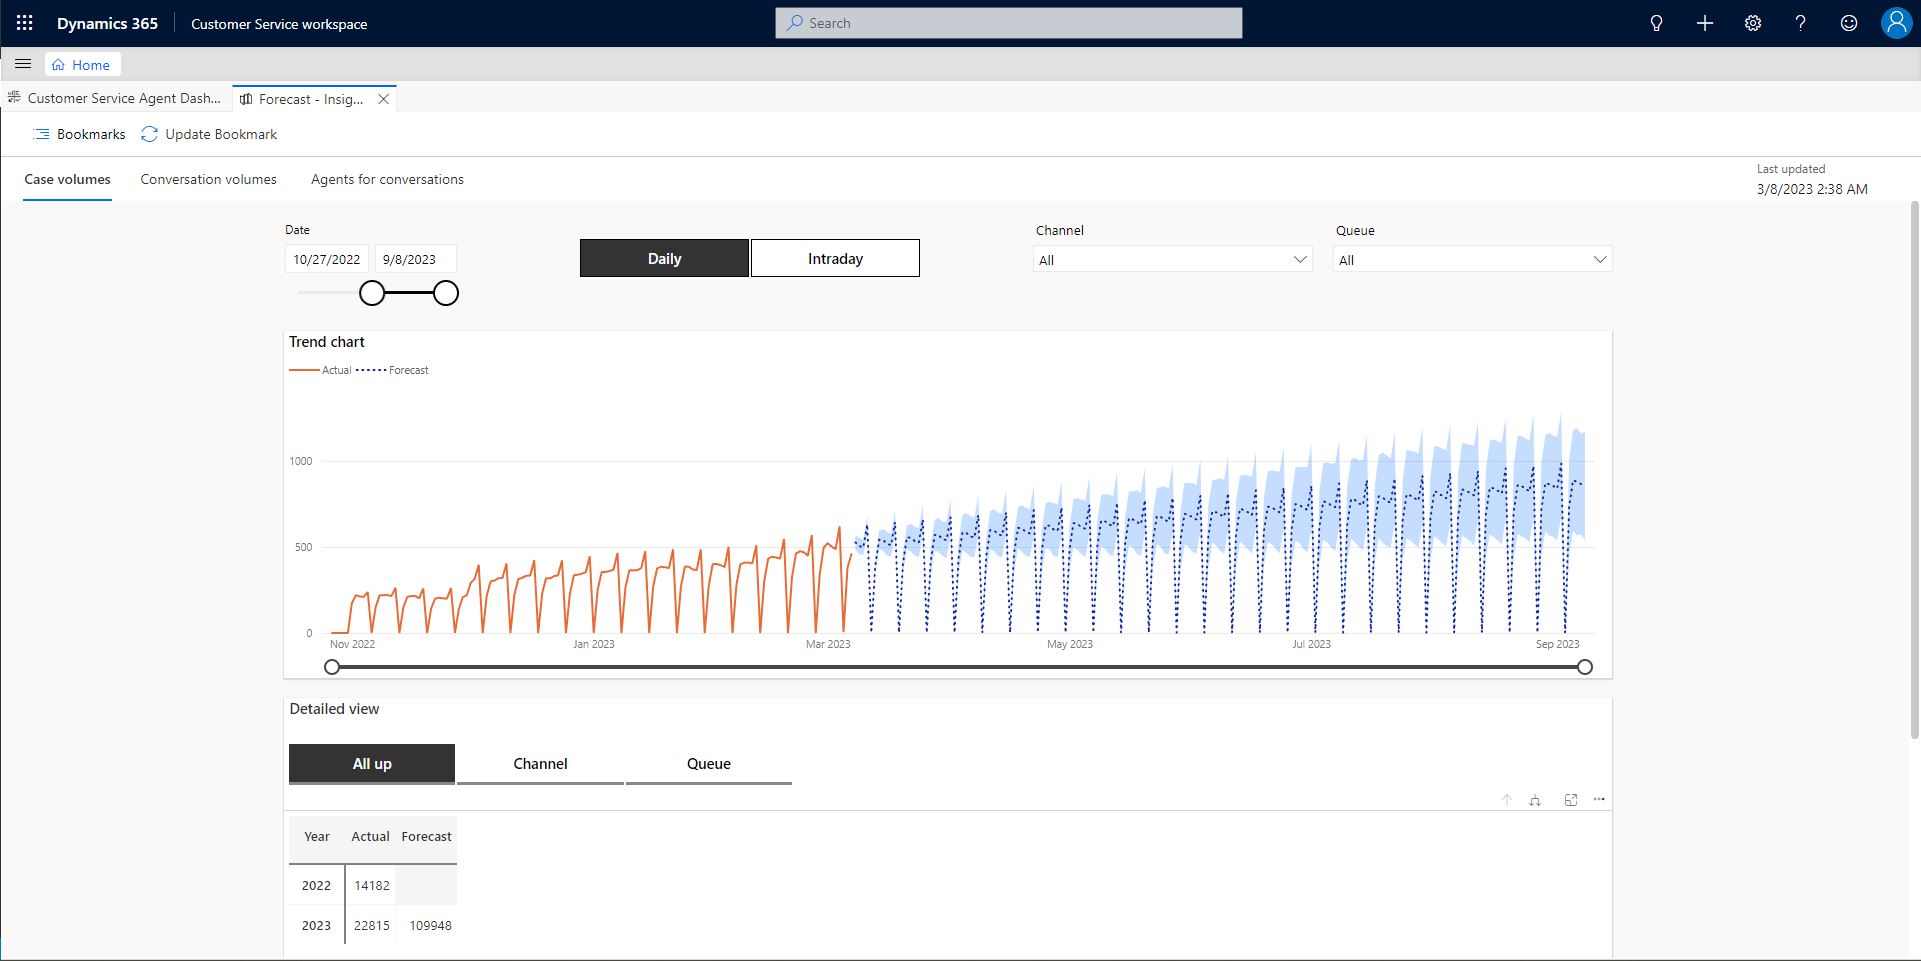 Dynamics 365 Customer Service workspace Search
Home
Customer Service Agent Dash... Forecast - Insig...
Bookmarks Update Bookmark
Case volumes Conversation volumes Agents for conversations
Last updated
3/8/2023 2:38 AM
Date
10/27/2022 9/8/2023
Daily Intraday
Channel Queue
All All
Trend chart
Actual Forecast
1000
500
0
Nov 2022 Jan 2023 Mar 2023 May 2023 Jul 2023 Sep 2023
Detailed view
All up Channel Queue
Year Actual Forecast
2022 14182
2023 22815 109948